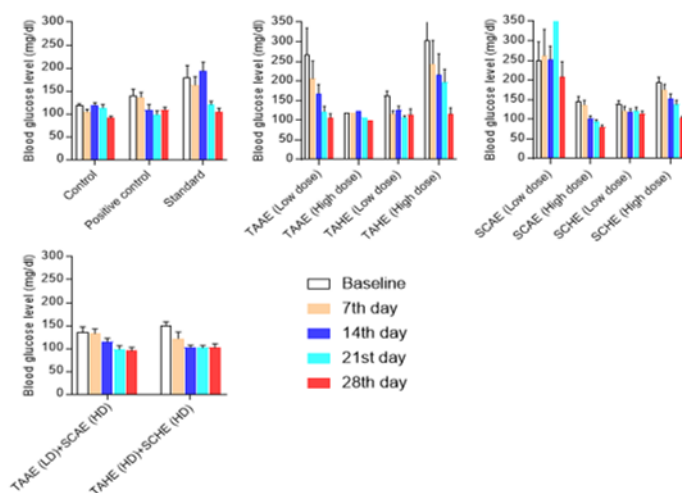 Blood glucose level (mg/dl)
300
250
200
150
100
50
0
Control
Positive control
Standard
Blood glucose level (mg/dl)
350
300
250
200
150
100
50
0
TAAE (Low dose)
TAAE (High dose)
TAHE (Low dose)
TAHE (High dose)
Blood glucose level (mg/dl)
350
300
250
200
150
100
50
0
SCAE (Low dose)
SCAE (High dose)
SCHE (Low dose)
SCHE (High dose)
Blood glucose level (mg/dl)
300
250
200
150
100
50
0
TAAE (LD)+SCAE (HD)
TAHE (HD)+SCHE (HD)
Baseline
7th day
14th day
21st day
28th day